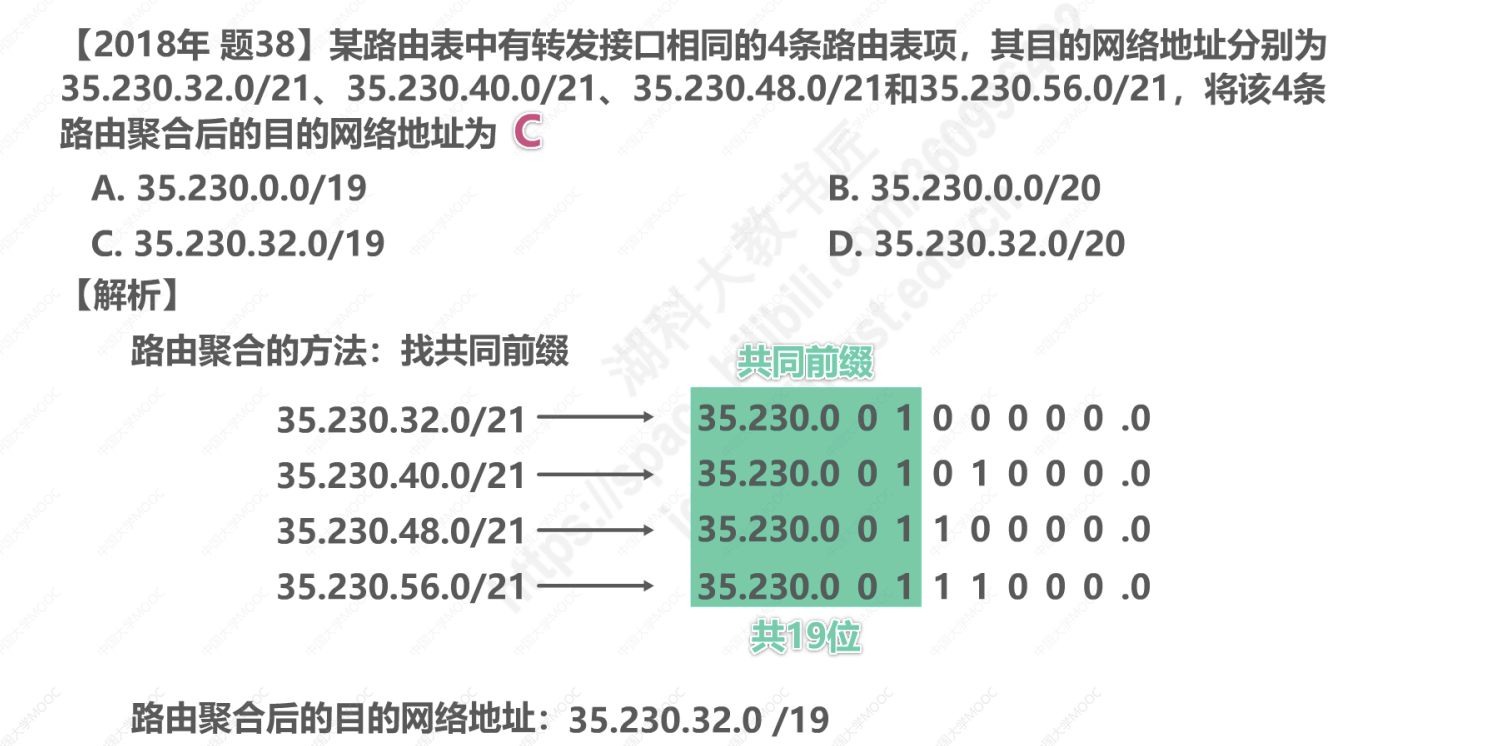 【2018年 题38】某路由表中有转发接口相同的4条路由表项，其目的网络地址分别为
35.230.32.0/21、35.230.40.0/21、35.230.48.0/21和35.230.56.0/21，将该4条
路由聚合后的目的网络地址为 C
A. 35.230.0.0/19 B. 35.230.0.0/20
C. 35.230.32.0/19 D. 35.230.32.0/20
【解析】
路由聚合的方法：找共同前缀
共同前缀
35.230.32.0/21 35.230.0 0 1 0 0 0 0 0 .0
35.230.40.0/21 35.230.0 0 1 0 1 0 0 0 .0
35.230.48.0/21 35.230.0 0 1 1 0 0 0 0 .0
35.230.56.0/21 35.230.0 0 1 1 1 0 0 0 .0
共19位
路由聚合后的目的网络地址：35.230.32.0 /19
湖科大教书匠
中国大学MOOC